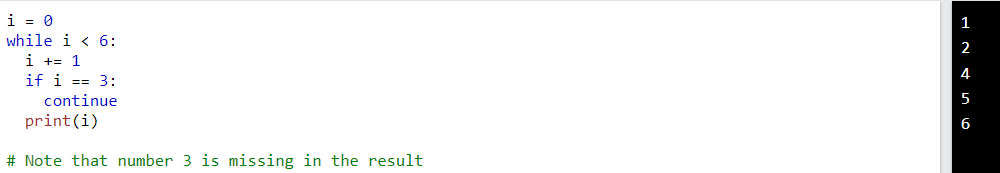 i = 0
while i < 6:
  i += 1
  if i == 3:
    continue
  print(i)

# Note that number 3 is missing in the result
1
2
4
5
6